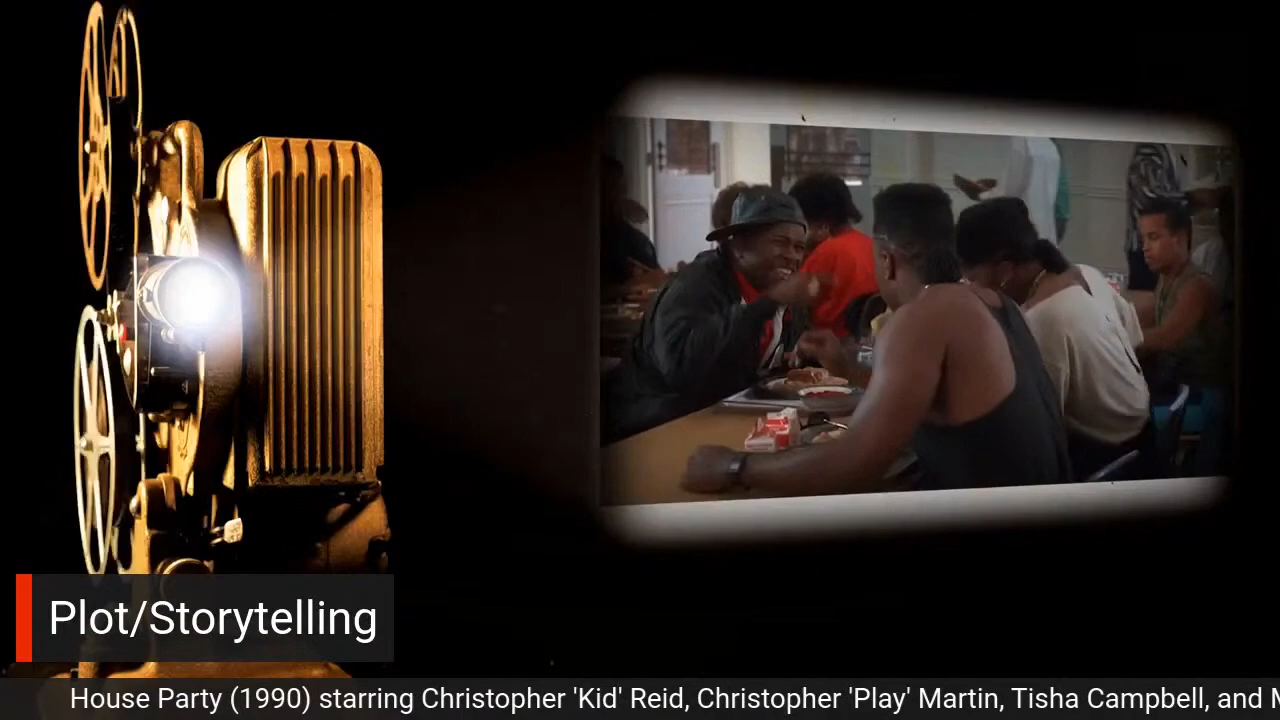 Plot/Storytelling
House Party (1990) starring Christopher 'Kid' Reid, Christopher 'Play' Martin, Tisha Campbell, and M